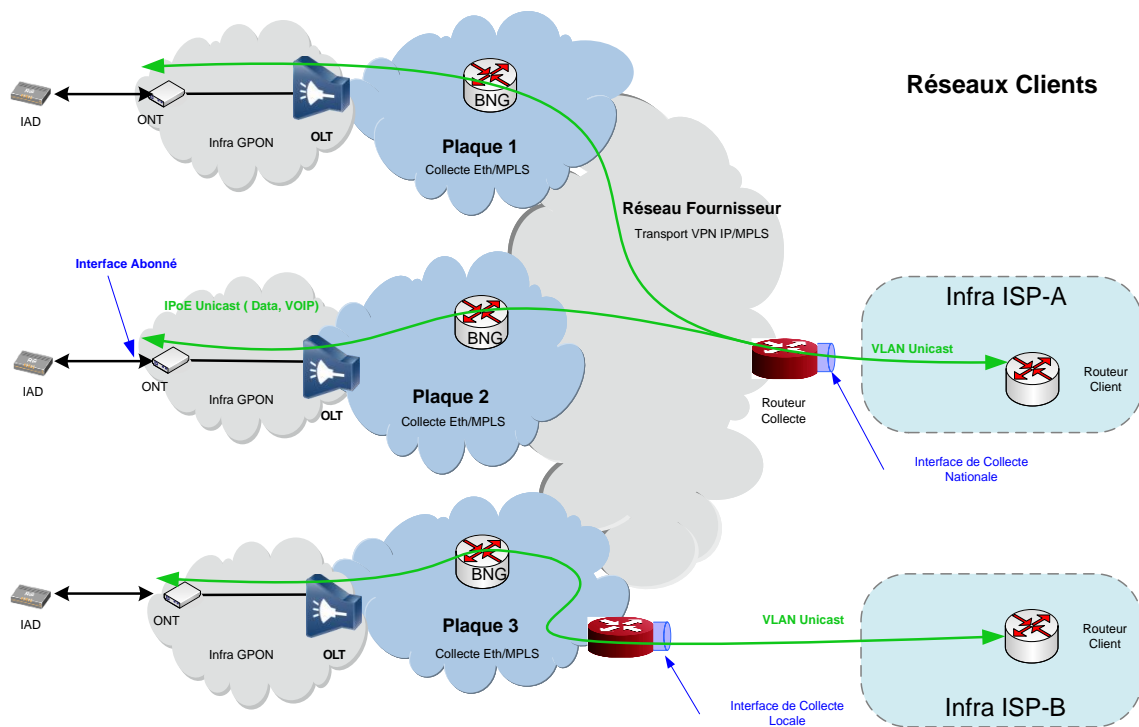 Réseaux Clients
BNG
IAD
ONT
Infra GPON
OLT
Plaque 1
Collecte Eth/MPLS
Réseau Fournisseur
Transport VPN IP/MPLS
Interface Abonné
IPoE Unicast ( Data, VOIP)
BNG
IAD
ONT
Infra GPON
OLT
Plaque 2
Collecte Eth/MPLS
Routeur
Collecte
Infra ISP-A
VLAN Unicast
Routeur
Client
Interface de Collecte
Nationale
BNG
IAD
ONT
Infra GPON
OLT
Plaque 3
Collecte Eth/MPLS
VLAN Unicast
Routeur
Client
Infra ISP-B
Interface de Collecte
Locale